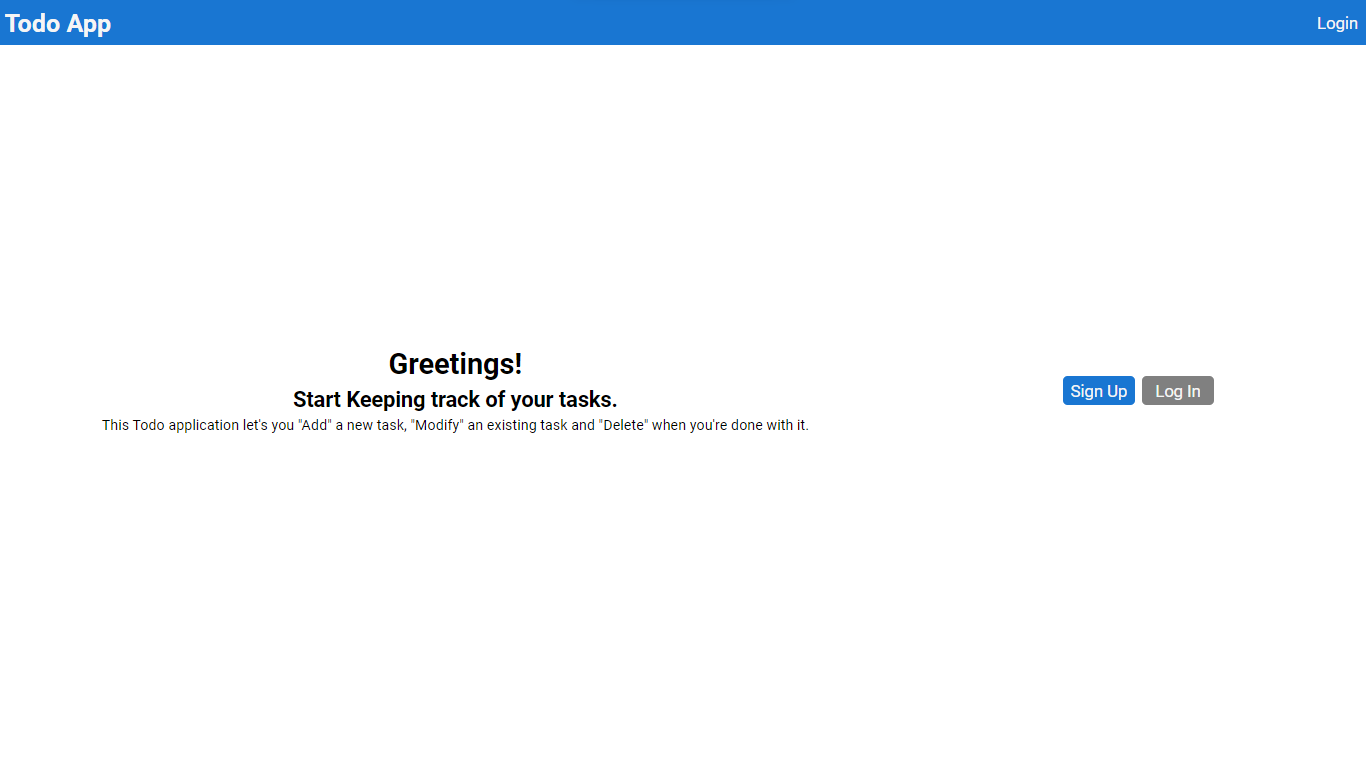 Todo App
Login
Greetings!
Start Keeping track of your tasks.
This Todo application let's you "Add" a new task, "Modify" an existing task and "Delete" when you're done with it.
Sign Up
Log In